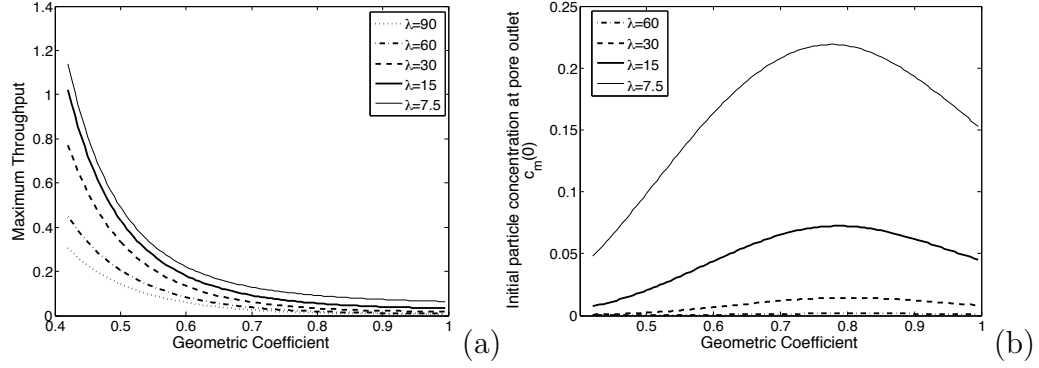 1.4
1.2
1
0.8
0.6
0.4
0.2
0
0.4
0.5
0.6
0.7
0.8
0.9
1
Maximum Throughput
Geometric Coefficient
λ=90
λ=60
λ=30
λ=15
λ=7.5
(a)
0.25
0.2
0.15
0.1
0.05
0
0.5
0.6
0.7
0.8
0.9
1
Initial particle concentration at pore outlet
cm(0)
Geometric Coefficient
λ=60
λ=30
λ=15
λ=7.5
(b)